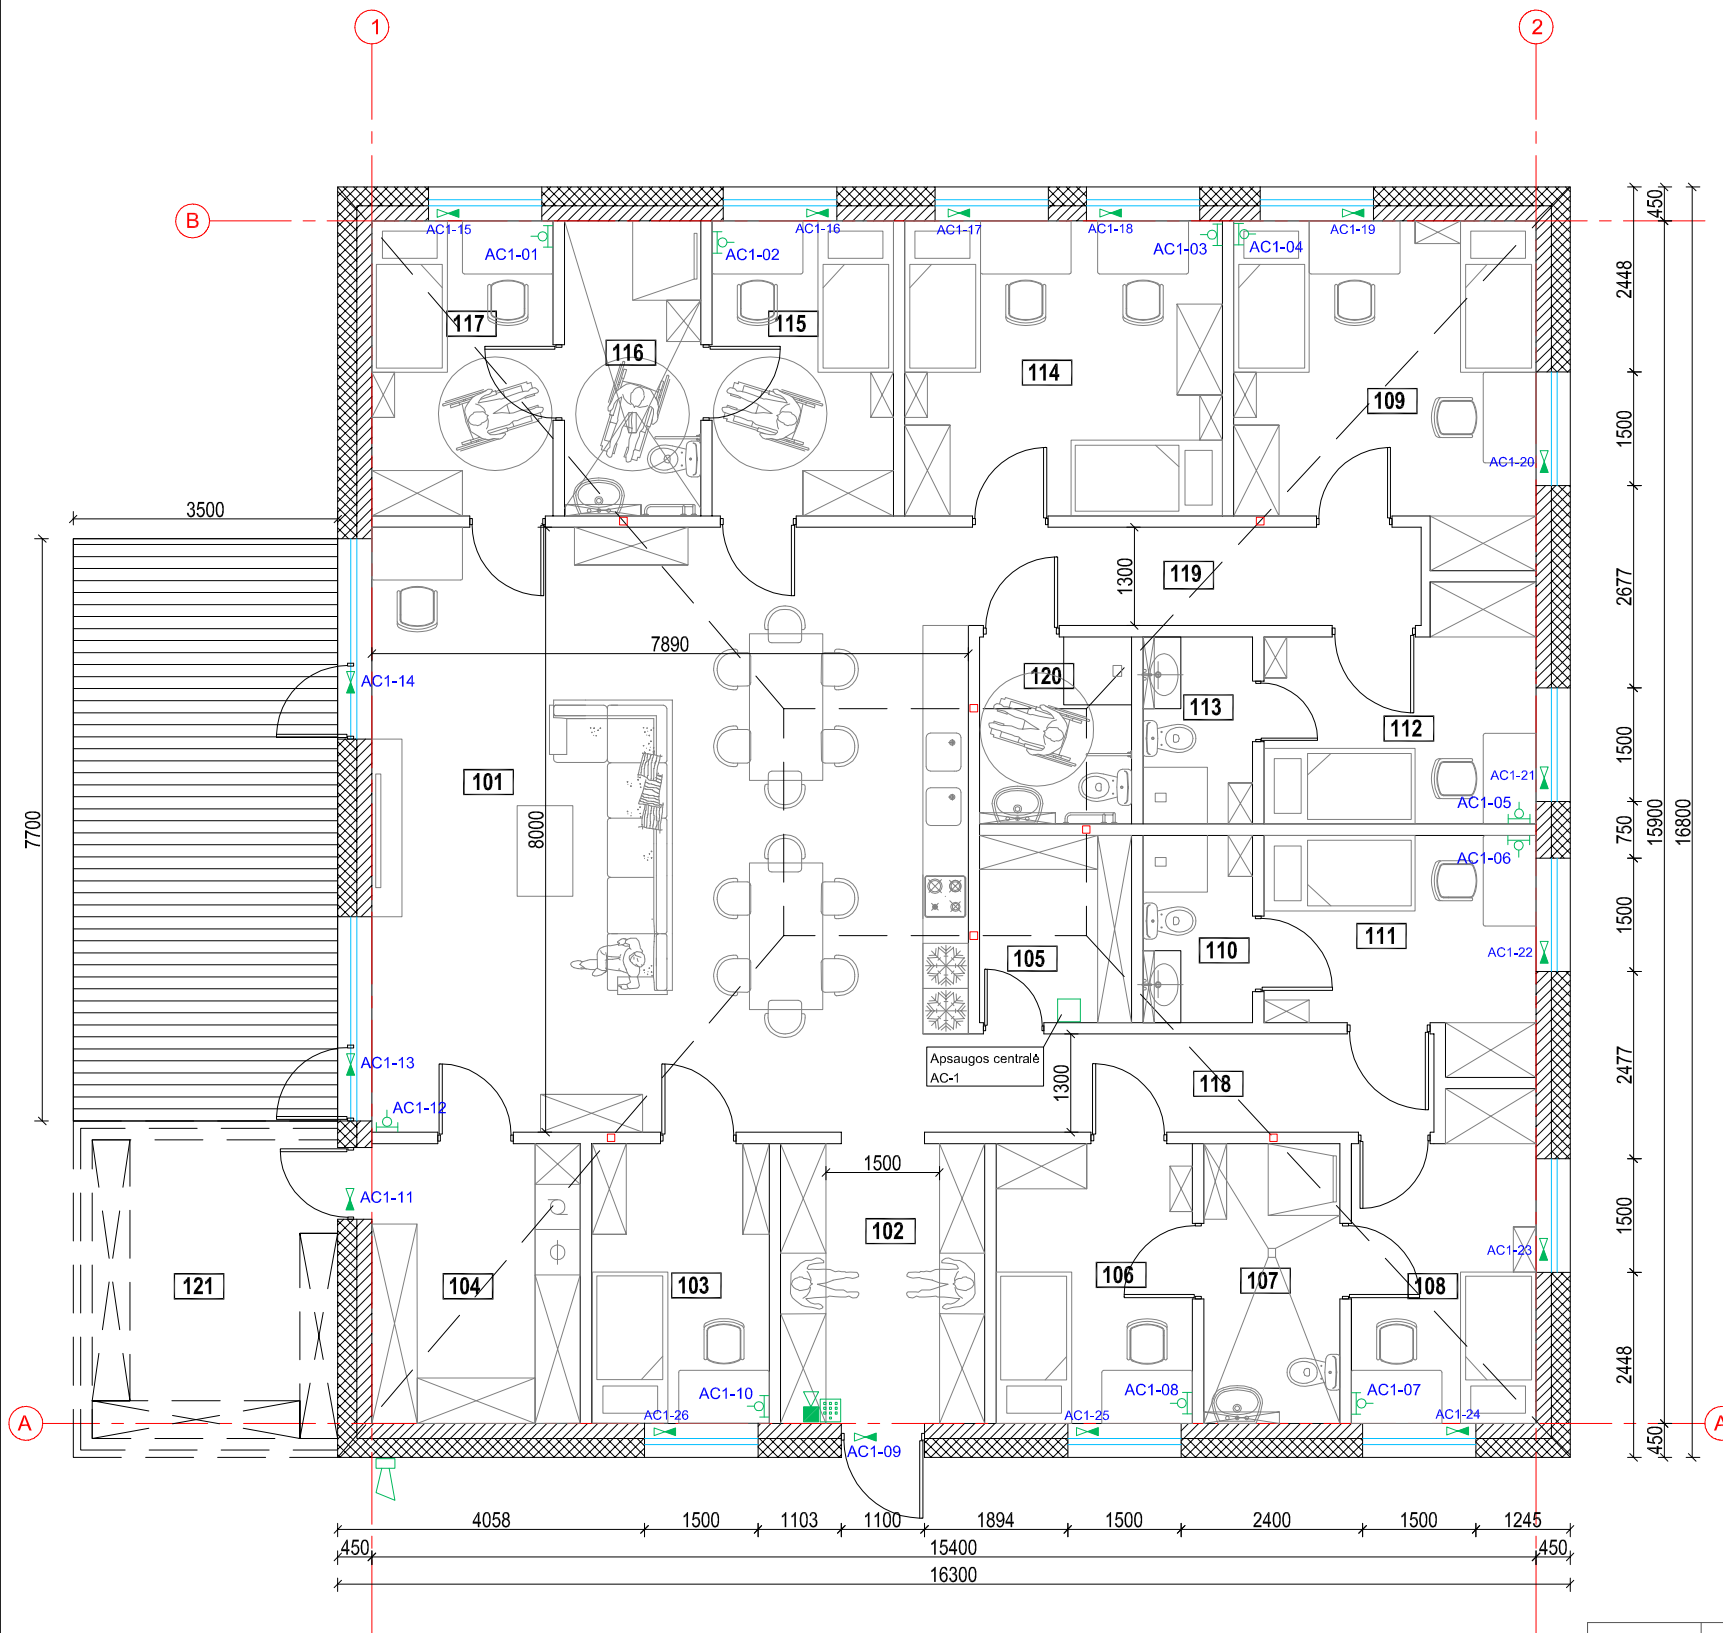 1
2
B
AC1-15
AC1-01
AC1-02
AC1-16
AC1-17
AC1-18
AC1-03
AC1-04
AC1-19
117
116
115
114
109
AC1-20
450
2448
1500
2677
1500
750
1500
2477
1500
2448
450
15900
16800
3500
7700
7890
8000
1300
119
120
113
112
AC1-14
101
AC1-21
AC1-05
AC1-06
111
110
105
AC1-22
AC1-13
AC1-12
Apsaugos centralė
AC-1
1300
118
AC1-11
1500
102
121
104
103
106
107
108
AC1-23
AC1-10
AC1-26
AC1-08
AC1-25
AC1-07
AC1-24
AC1-09
A
A
4058
1500
1103
1100
1894
1500
2400
1500
1245
450
15400
450
16300